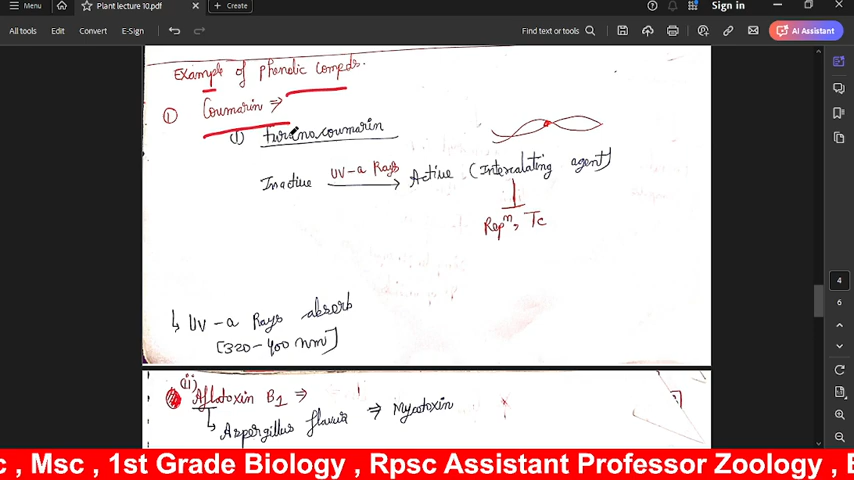 Menu
Plant lecture 10.pdf
Create
Sign in
All tools
Edit
Convert
E-Sign
Find text or tools
AI Assistant
Example of phenolic compds.
① Coumarin ⇒
(i) furanocoumarin
Inactive UV-a Rays → Active (Intercalating agent)
Repⁿ, Tc
↳ UV-a Rays absorb
[320-400 nm]
(ii)
Aflatoxin B1 ⇒
↳ Aspergillus flavus ⇒ Mycotoxin
4
6
c , Msc , 1st Grade Biology , Rpsc Assistant Professor Zoology , E